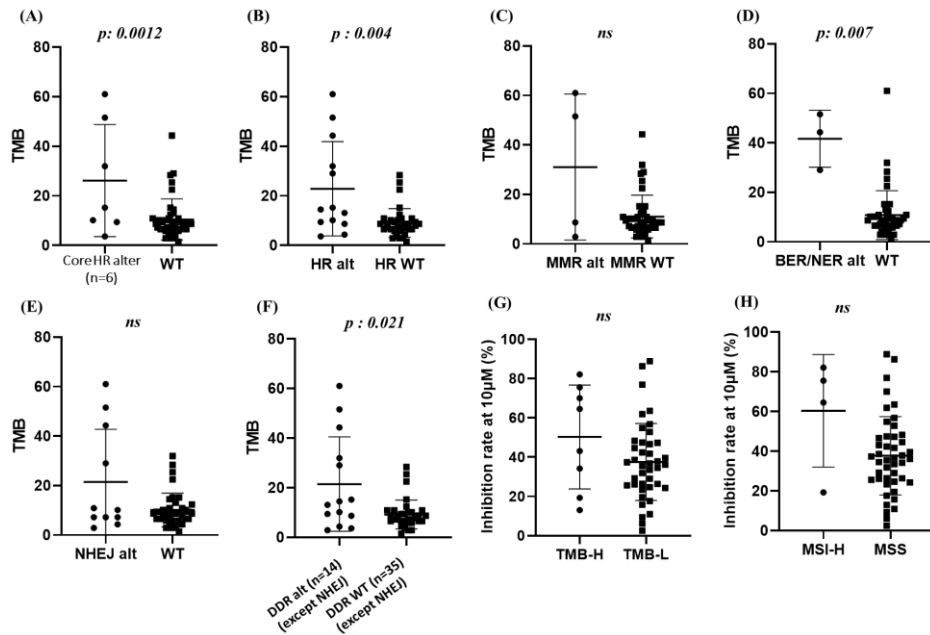 (A)
p: 0.0012
TMB
80
60
40
20
0
Core HR alter
(n=6)
WT
(B)
p : 0.004
TMB
80
60
40
20
0
HR alt
HR WT
(C)
ns
TMB
80
60
40
20
0
MMR alt
MMR WT
(D)
p: 0.007
TMB
80
60
40
20
0
BER/NER alt
WT
(E)
ns
TMB
80
60
40
20
0
NHEJ alt
WT
(F)
p : 0.021
TMB
80
60
40
20
0
DDR alt (n=14)
(except NHEJ)
DDR WT (n=35)
(except NHEJ)
(G)
ns
Inhibition rate at 10μM (%)
100
80
60
40
20
0
TMB-H
TMB-L
(H)
ns
Inhibition rate at 10μM (%)
100
80
60
40
20
0
MSI-H
MSS